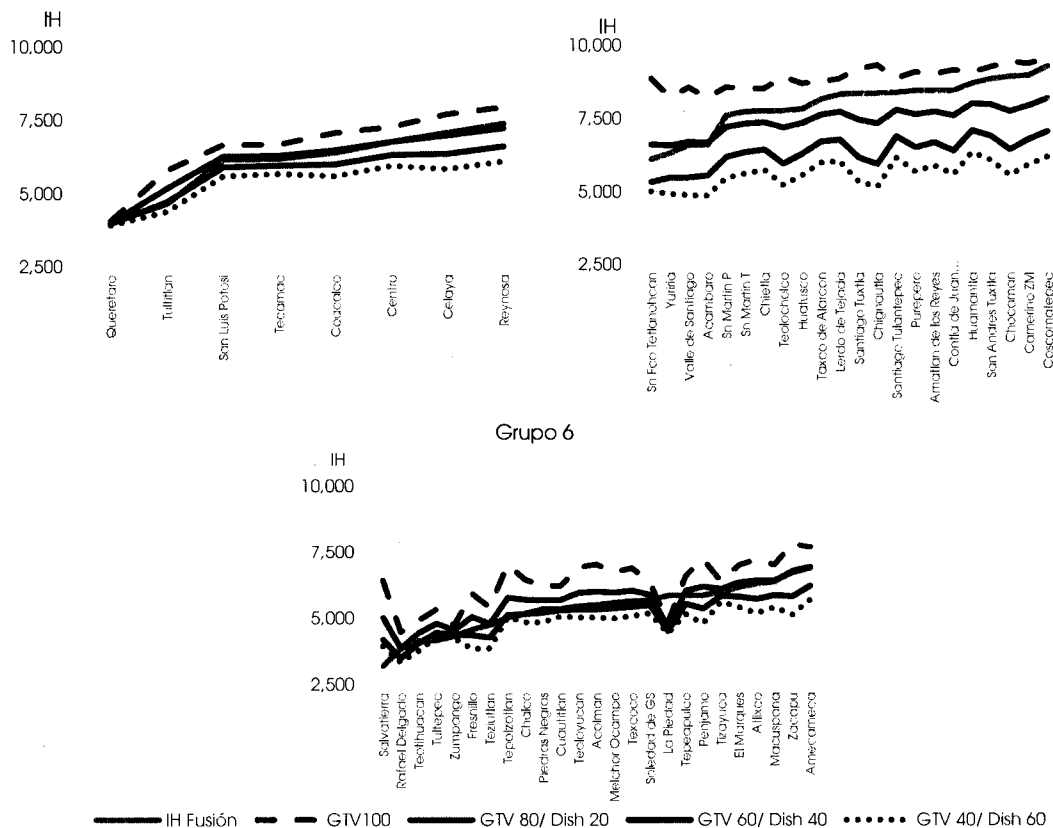 IH
10,000
7,500
5,000
2,500
Queretaro
Tultitlan
San Luis Potosi
Tecamac
Coacalco
Centro
Celaya
Reynosa
IH
10,000
7,500
5,000
2,500
Sn Fco Tetlanohcan
Yuriria
Valle de Santiago
Acambaro
Sn Martin P
Sn Martin T
Chietla
Teolocholco
Huatusco
Taxco de Alarcon
Lerdo de Tejada
Santiago Tuxtla
Chignautla
Santiago Tulantepec
Purepero
Amatlan de los Reyes
Contla de Juan...
Huamantla
San Andres Tuxtla
Chocaman
Camerino ZM
Coscomatepec
Grupo 6
IH
10,000
7,500
5,000
2,500
Salvatierra
Rafael Delgado
Teotihuacan
Tultepec
Zumpango
Fresnillo
Teziutlan
Tepotzotlan
Chalco
Piedras Negras
Cuautitlan
Teoloyucan
Acolman
Melchor Ocampo
Texcoco
Soledad de GS
La Piedad
Tepeapulco
Penjamo
Tizayuca
El Marques
Atlixco
Macuspana
Zacapu
Amecameca
IH Fusión
GTV100
GTV 80/ Dish 20
GTV 60/ Dish 40
GTV 40/ Dish 60